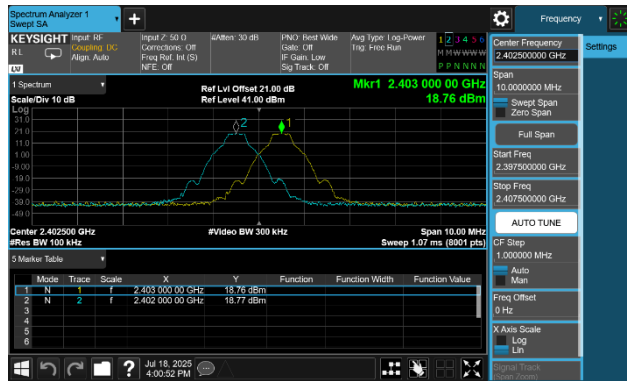 Spectrum Analyzer 1
Swept SA
Frequency
KEYSIGHT
Input: RF
Coupling: DC
Align: Auto
Input Z: 50 Ω
Corrections: Off
Freq Ref: Int (S)
NFE: Off
#Atten: 30 dB
PNO: Best Wide
Gate: Off
IF Gain: Low
Sig Track: Off
Avg Type: Log-Power
Trig: Free Run
1 2 3 4 5 6
M M W W W W
P P N N N N
RL
LXI
Center Frequency
2.402500000 GHz
Settings
Span
10.0000000 MHz
Swept Span
Zero Span
Full Span
Start Freq
2.397500000 GHz
Stop Freq
2.407500000 GHz
AUTO TUNE
CF Step
1.000000 MHz
Auto
Man
Freq Offset
0 Hz
X Axis Scale
Log
Lin
Signal Track
(Span Zoom)
1 Spectrum
Scale/Div 10 dB
Ref Lvl Offset 21.00 dB
Ref Level 41.00 dBm
Mkr1 2.403 000 00 GHz
18.76 dBm
Log
31.0
21.0
11.0
1.00
-9.00
-19.0
-29.0
-39.0
-49.0
2
1
Center 2.402500 GHz
#Res BW 100 kHz
#Video BW 300 kHz
Span 10.00 MHz
Sweep 1.07 ms (8001 pts)
5 Marker Table
Mode Trace Scale X Y Function Function Width Function Value
1 N 1 f 2.403 000 00 GHz 18.76 dBm
2 N 2 f 2.402 000 00 GHz 18.77 dBm
3
4
5
6
?
Jul 18, 2025
4:00:52 PM